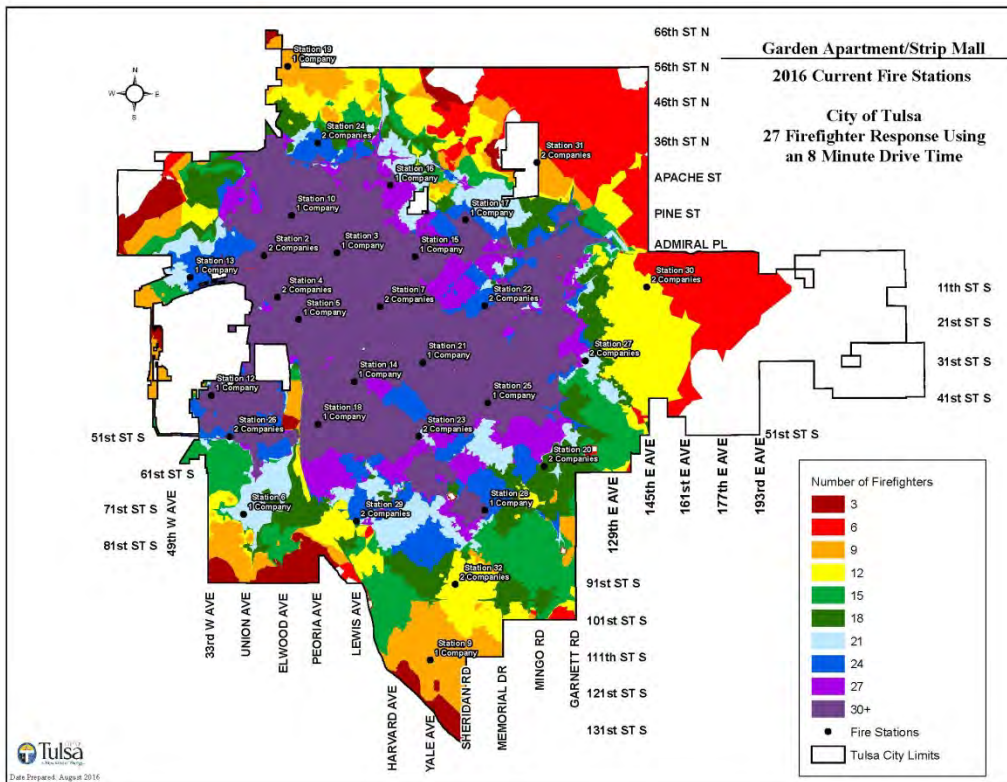 Garden Apartment/Strip Mall
2016 Current Fire Stations
City of Tulsa
27 Firefighter Response Using
an 8 Minute Drive Time
N
W
E
S
66th ST N
56th ST N
46th ST N
36th ST N
APACHE ST
PINE ST
ADMIRAL PL
11th ST S
21st ST S
31st ST S
41st ST S
51st ST S
Station 19
1 Company
Station 24
2 Companies
Station 31
2 Companies
Station 16
1 Company
Station 10
1 Company
Station 17
1 Company
Station 2
2 Companies
Station 3
1 Company
Station 15
1 Company
Station 13
1 Company
Station 30
2 Companies
Station 4
2 Companies
Station 5
1 Company
Station 7
2 Companies
Station 22
2 Companies
Station 27
2 Companies
Station 21
1 Company
Station 14
1 Company
Station 12
1 Company
Station 25
1 Company
Station 18
1 Company
Station 26
2 Companies
Station 23
2 Companies
Station 20
2 Companies
Station 6
1 Company
Station 28
1 Company
Station 29
2 Companies
Station 32
2 Companies
Station 9
1 Company
51st ST S
61st ST S
71st ST S
81st ST S
49th W AVE
33rd W AVE
UNION AVE
ELWOOD AVE
PEORIA AVE
LEWIS AVE
HARVARD AVE
YALE AVE
SHERIDAN RD
MEMORIAL DR
MINGO RD
GARNETT RD
129th E AVE
145th E AVE
161st E AVE
177th E AVE
193rd E AVE
91st ST S
101st ST S
111th ST S
121st ST S
131st ST S
Number of Firefighters
3
6
9
12
15
18
21
24
27
30+
Fire Stations
Tulsa City Limits
Tulsa
Date Prepared: August 2016